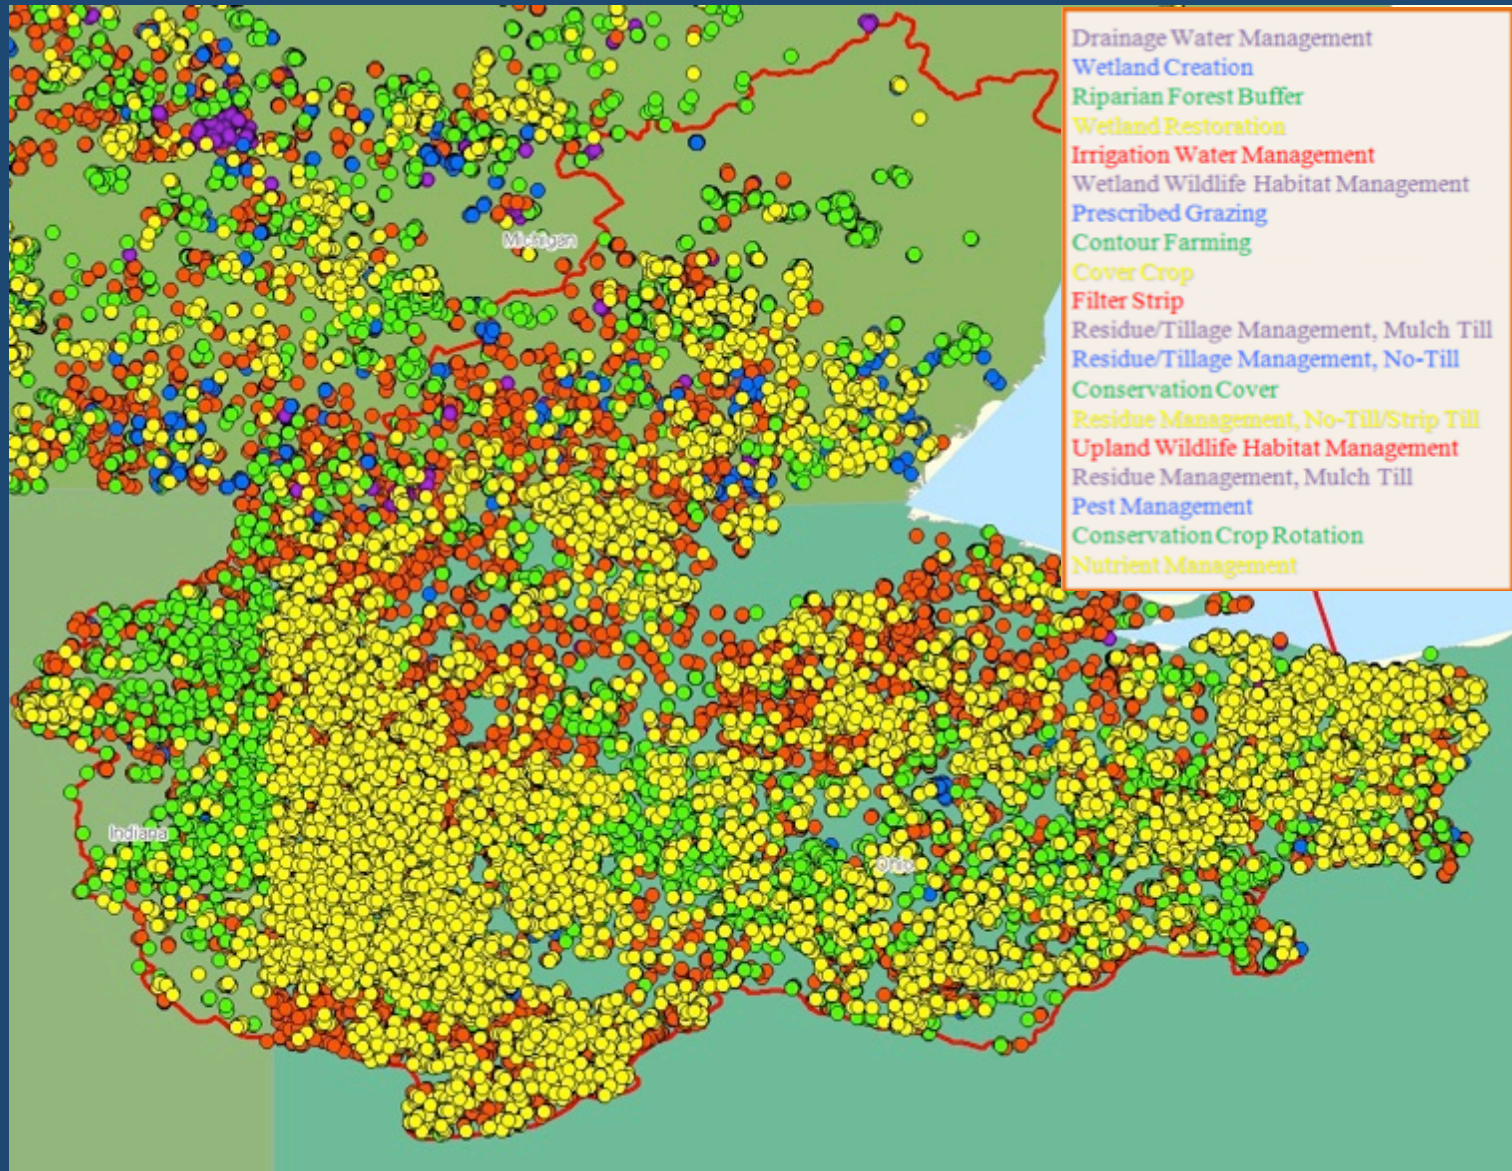 Drainage Water Management
Wetland Creation
Riparian Forest Buffer
Wetland Restoration
Irrigation Water Management
Wetland Wildlife Habitat Management
Prescribed Grazing
Contour Farming
Cover Crop
Filter Strip
Residue/Tillage Management, Mulch Till
Residue/Tillage Management, No-Till
Conservation Cover
Residue Management, No-Till/Strip Till
Upland Wildlife Habitat Management
Residue Management, Mulch Till
Pest Management
Conservation Crop Rotation
Nutrient Management
Michigan
Indiana
Ohio